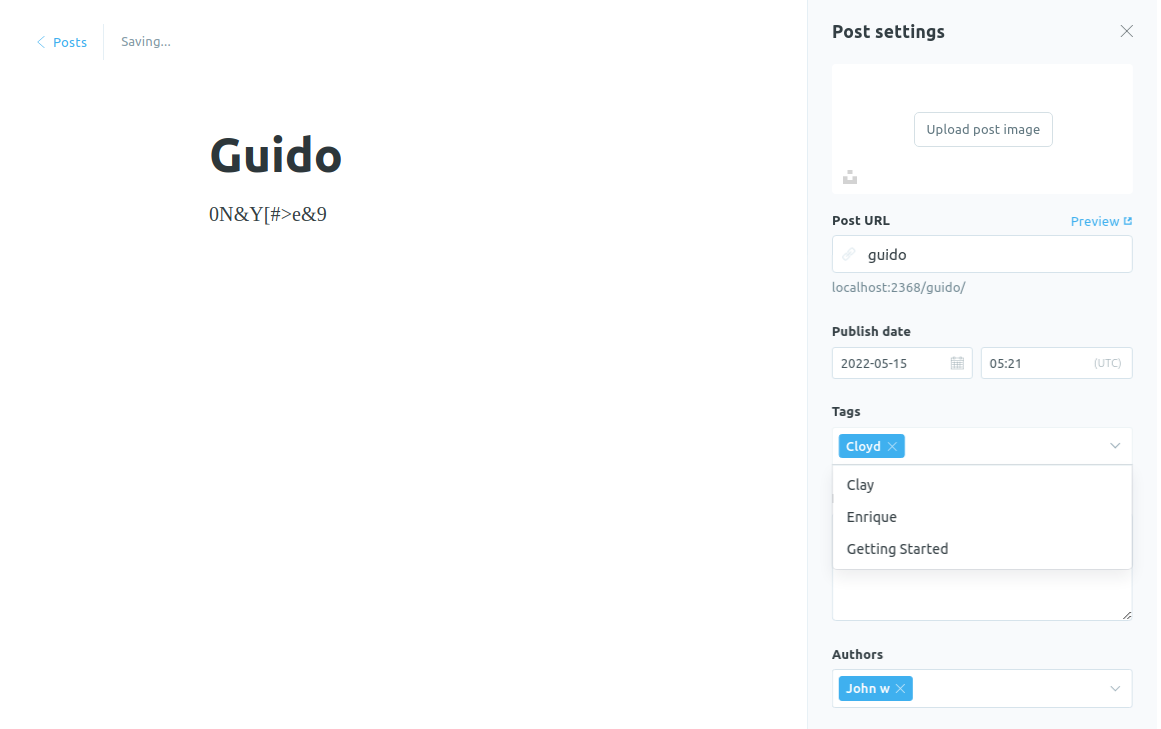 Posts
Saving...
Guido
0N&Y[#>e&9
Post settings
Upload post image
Post URL
Preview
guido
localhost:2368/guido/
Publish date
2022-05-15
05:21
(UTC)
Tags
Cloyd
Clay
Enrique
Getting Started
Authors
John w